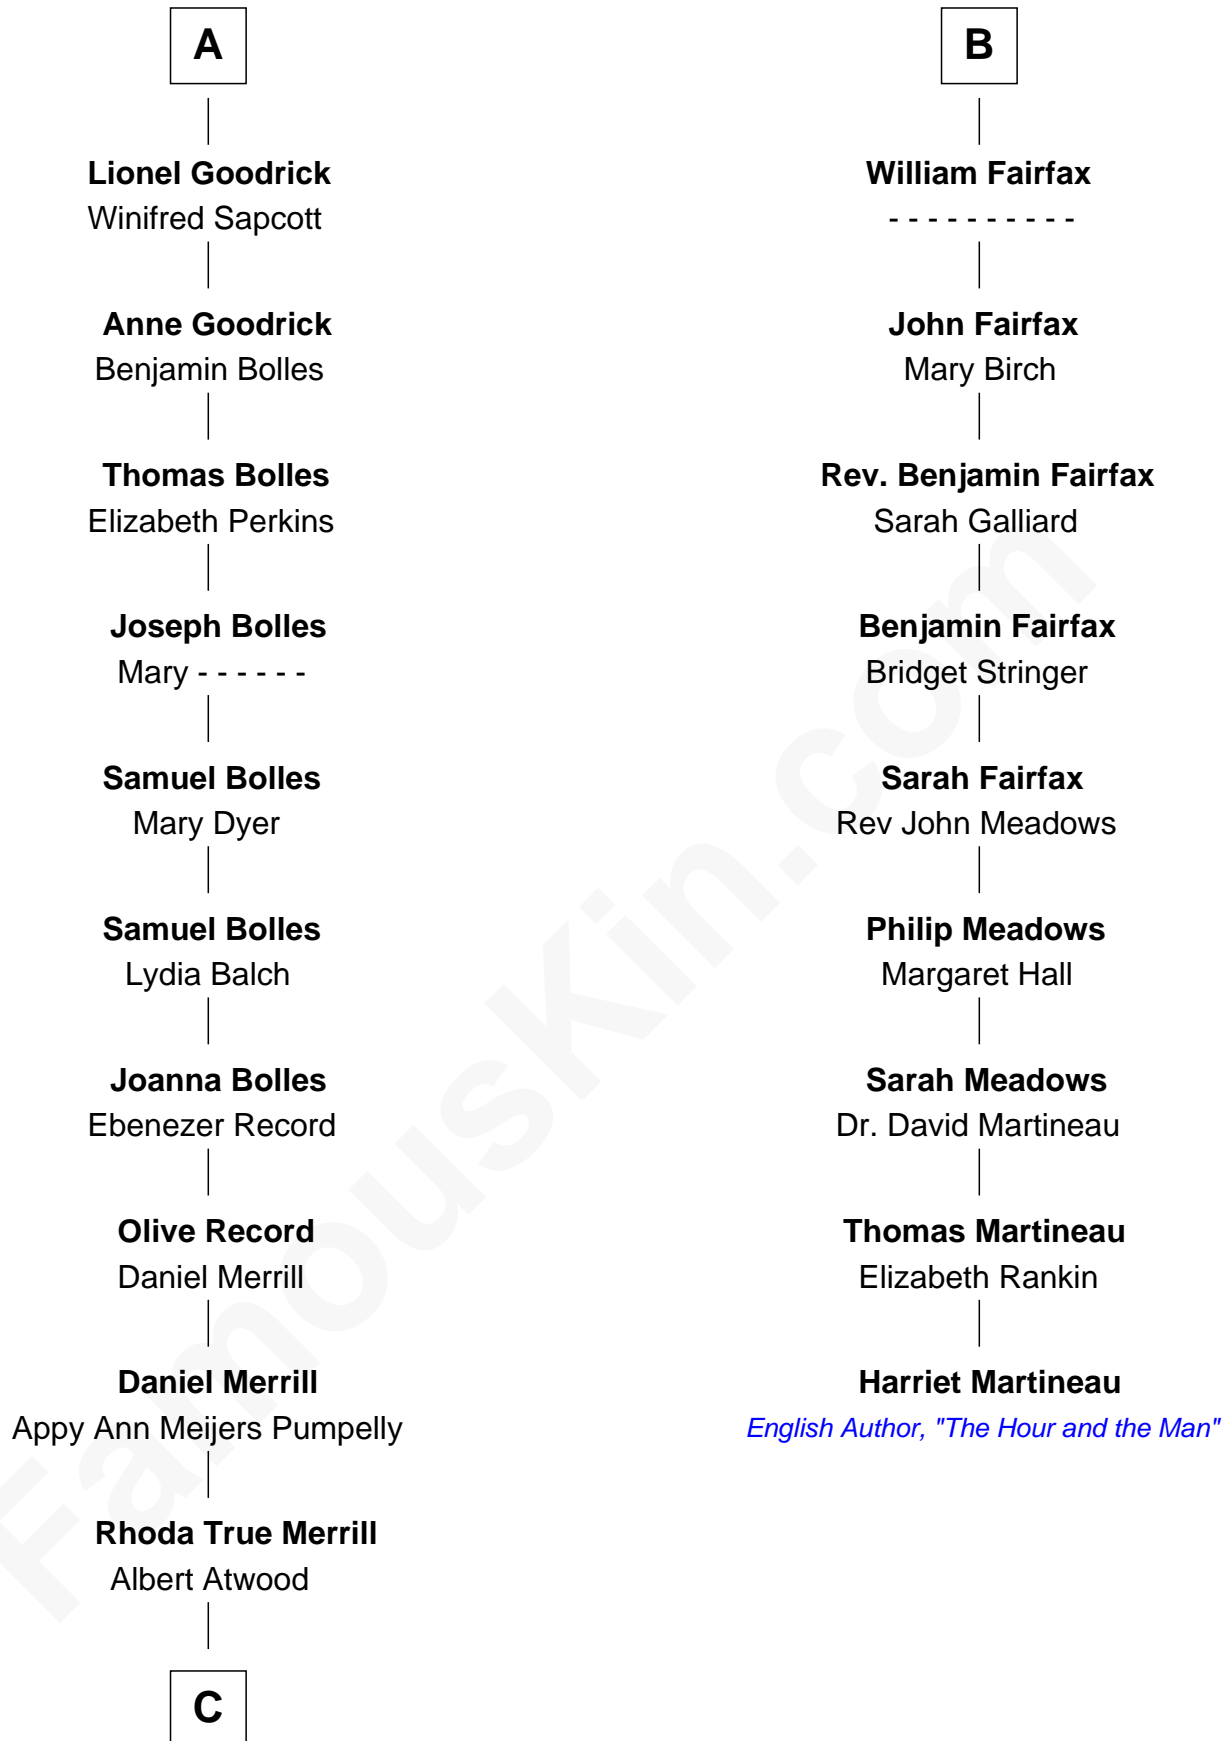 A
Lionel Goodrick
Winifred Sapcott
Anne Goodrick
Benjamin Bolles
Thomas Bolles
Elizabeth Perkins
Joseph Bolles
Mary - - - - - -
Samuel Bolles
Mary Dyer
Samuel Bolles
Lydia Balch
Joanna Bolles
Ebenezer Record
Olive Record
Daniel Merrill
Daniel Merrill
Appy Ann Meijers Pumpelly
Rhoda True Merrill
Albert Atwood
C
B
William Fairfax
- - - - - - - - - -
John Fairfax
Mary Birch
Rev. Benjamin Fairfax
Sarah Galliard
Benjamin Fairfax
Bridget Stringer
Sarah Fairfax
Rev John Meadows
Philip Meadows
Margaret Hall
Sarah Meadows
Dr. David Martineau
Thomas Martineau
Elizabeth Rankin
Harriet Martineau
English Author, "The Hour and the Man"
FamousKin.com